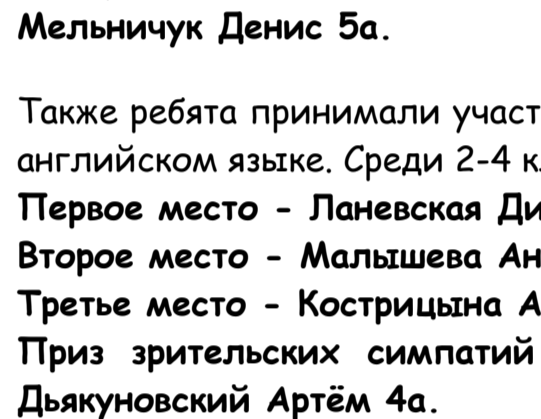 Мельничук Денис 5а.
Также ребята принимали участ
английском языке. Среди 2-4 к
Первое место - Ланевская Ди
Второе место - Малышева Ан
Третье место - Кострицына А
Приз зрительских симпатий
Дьякуновский Артём 4а.